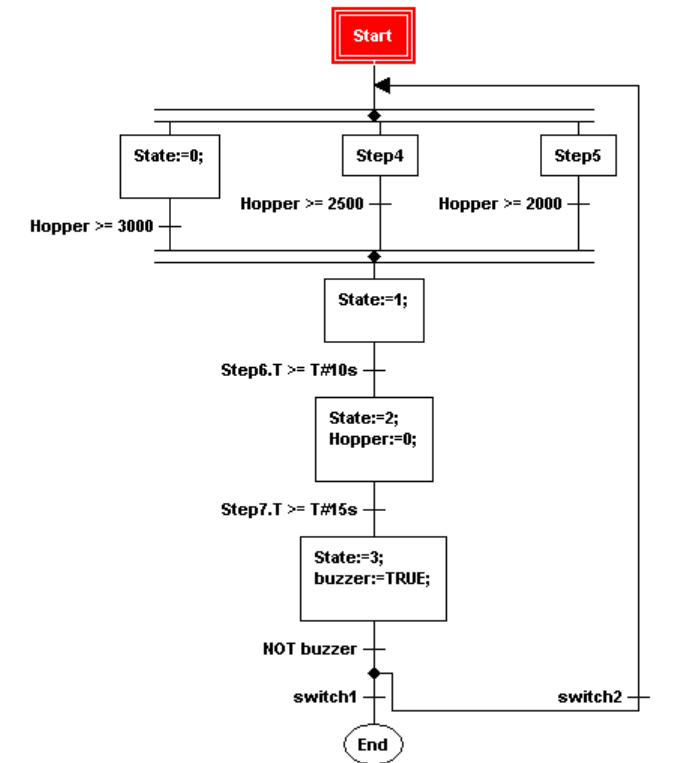 Start
State:=0;
Step4
Step5
Hopper >= 2500
Hopper >= 2000
Hopper >= 3000
State:=1;
Step6.T >= T#10s
State:=2;
Hopper:=0;
Step7.T >= T#15s
State:=3;
buzzer:=TRUE;
NOT buzzer
switch1
switch2
End